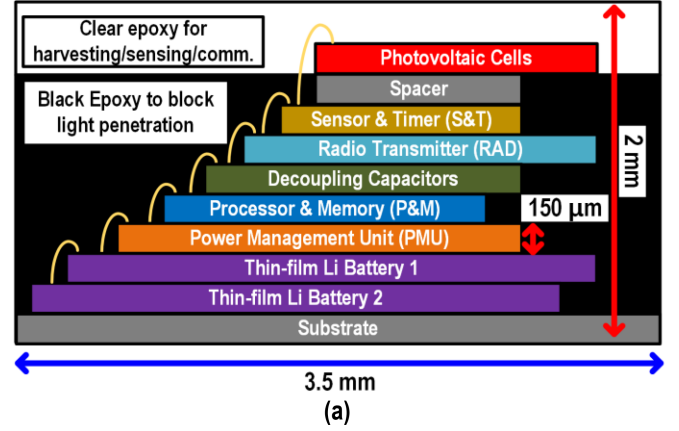 Clear epoxy for
harvesting/sensing/comm.
Photovoltaic Cells
Spacer
Black Epoxy to block
light penetration
Sensor & Timer (S&T)
Radio Transmitter (RAD)
2 mm
Decoupling Capacitors
Processor & Memory (P&M)
150 μm
Power Management Unit (PMU)
Thin-film Li Battery 1
Thin-film Li Battery 2
Substrate
3.5 mm
(a)